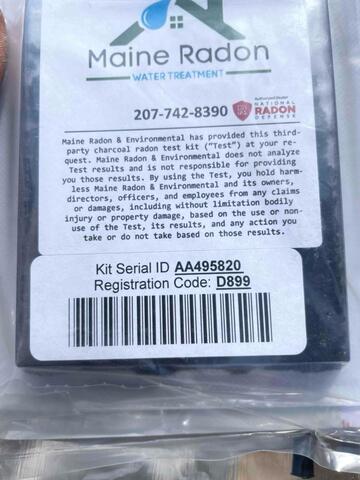 Maine Radon
WATER TREATMENT
207-742-8390
Authorized Dealer
NATIONAL
RADON
DEFENSE
Maine Radon & Environmental has provided this third-
party charcoal radon test kit ("Test") at your re-
quest. Maine Radon & Environmental does not analyze
Test results and is not responsible for providing
you those results. By using the Test, you hold harm-
less Maine Radon & Environmental and its owners,
directors, officers, and employees from any claims
or damages, including without limitation bodily
injury or property damage, based on the use or non-
use of the Test, its results, and any action you
take or do not take based on those results.
Kit Serial ID AA495820
Registration Code: D899